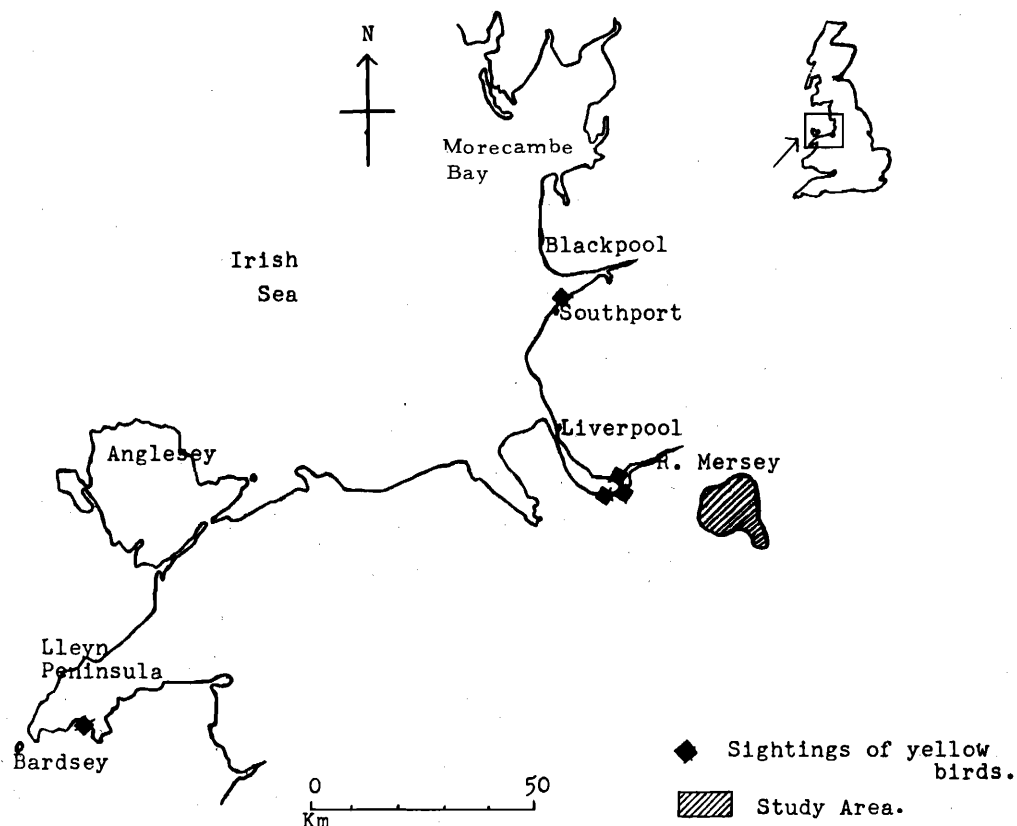 N
Morecambe
Bay
Blackpool
Irish
Sea
Southport
Liverpool
Anglesey
R. Mersey
Lleyn
Peninsula
Bardsey
Sightings of yellow
birds.
0 50
Km
Study Area.